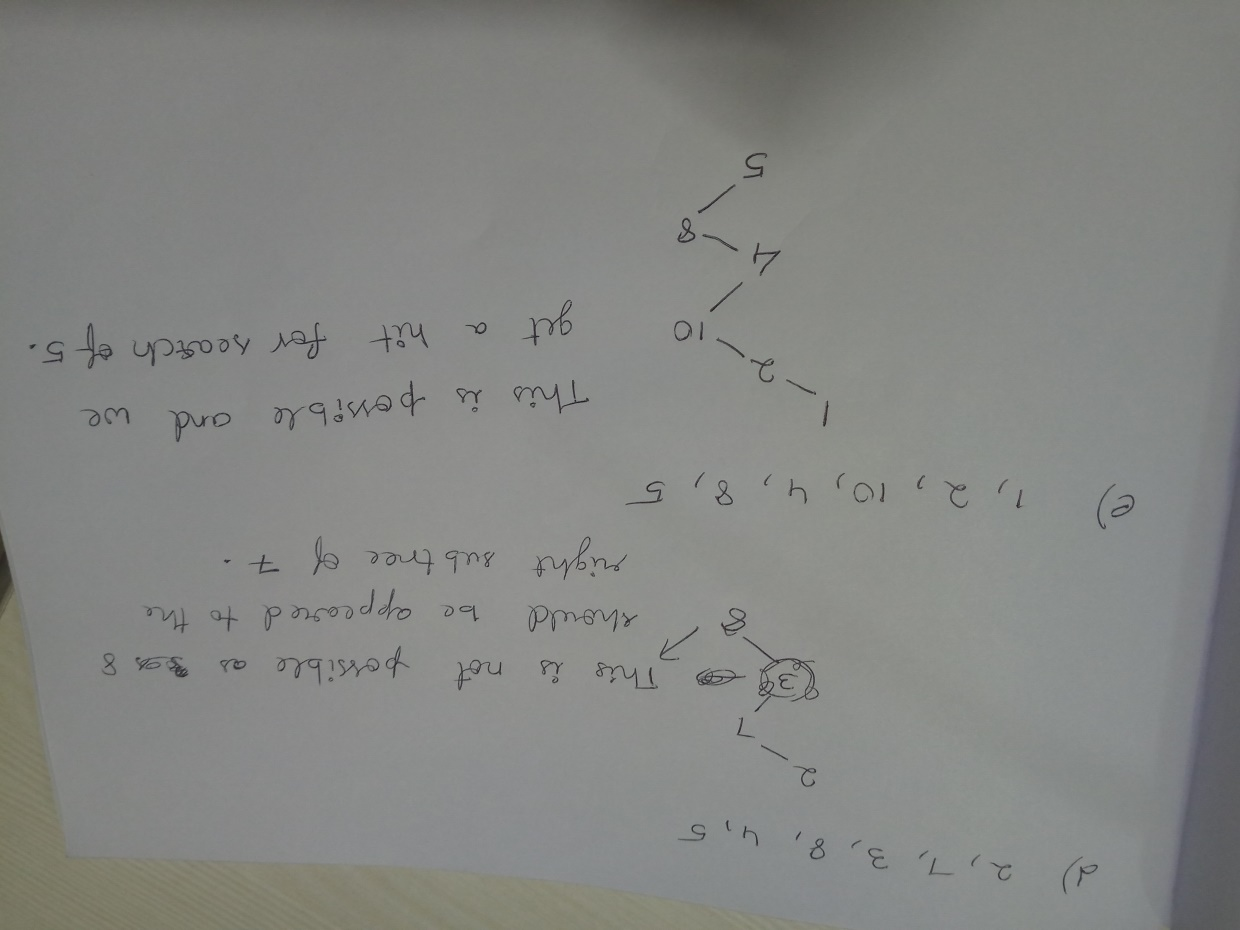 d) 2, 7, 3, 8, 4, 5
2
7
3
8
This is not possible as 8
should be appeared to the
right subtree of 7.
e) 1, 2, 10, 4, 8, 5
1
2
10
4
8
5
This is possible and we
get a hit for search of 5.